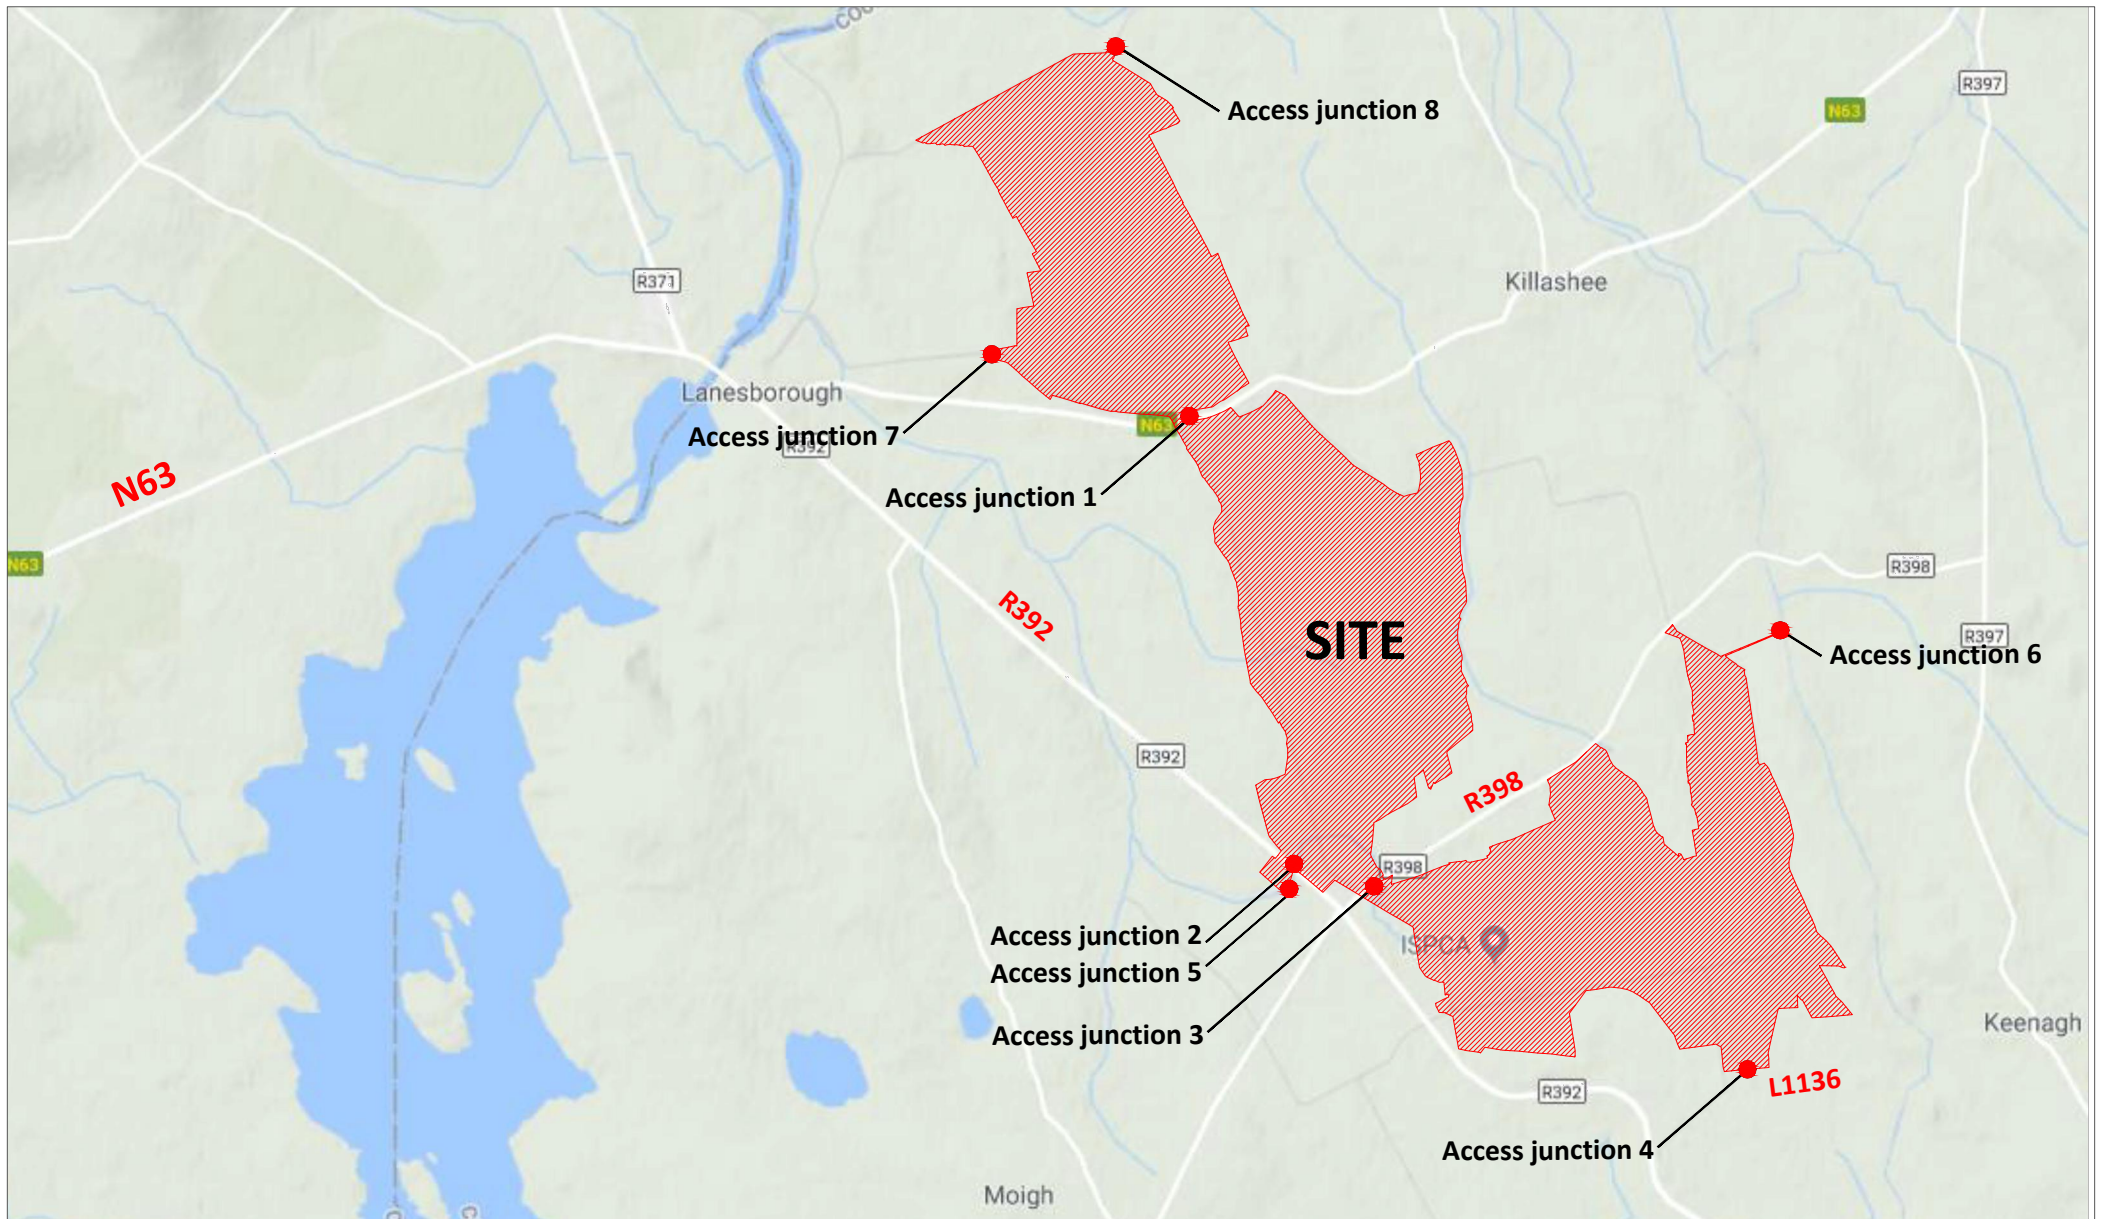 COU
R397
N63
Access junction 8
R371
Killashee
Lanesborough
N63
Access junction 7
R392
N63
Access junction 1
N63
R398
R392
SITE
R397
Access junction 6
R392
R398
R398
Access junction 2
ISPCA
Access junction 5
Access junction 3
Keenagh
L1136
R392
Access junction 4
Moigh
C
C